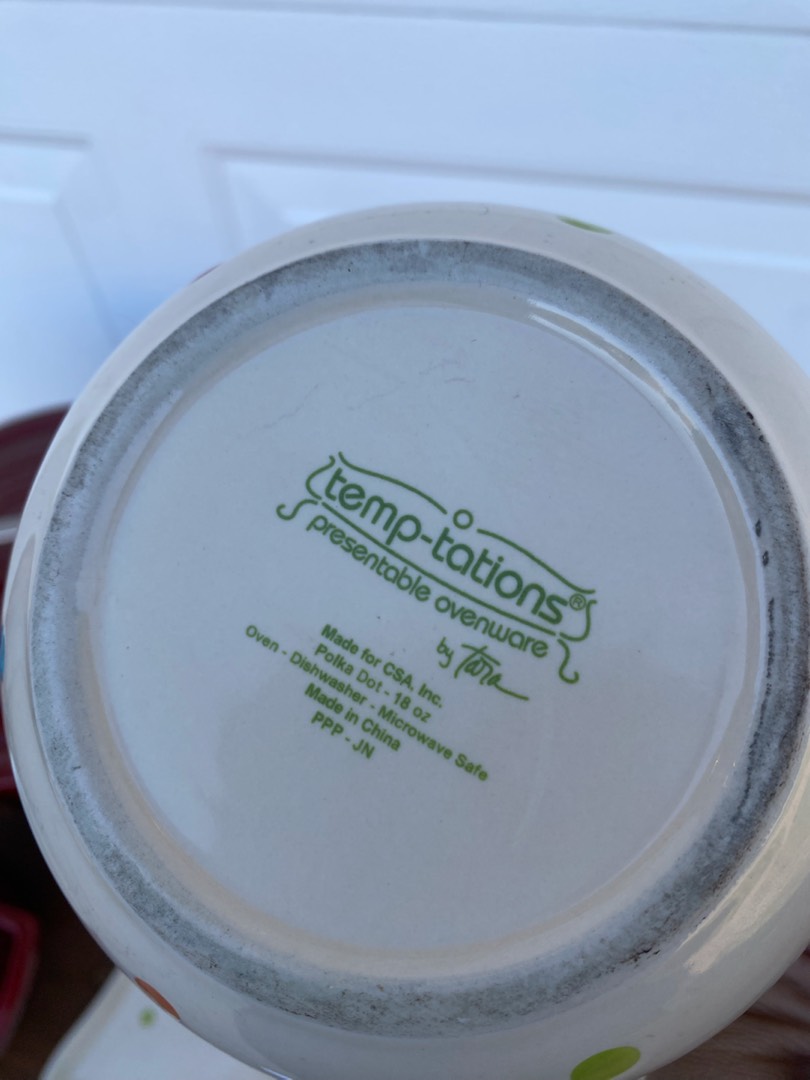 temp-tations®
presentable ovenware
by Tara
Made for CSA, Inc.
Polka Dot - 18 oz
Oven - Dishwasher - Microwave Safe
Made in China
PPP - JN